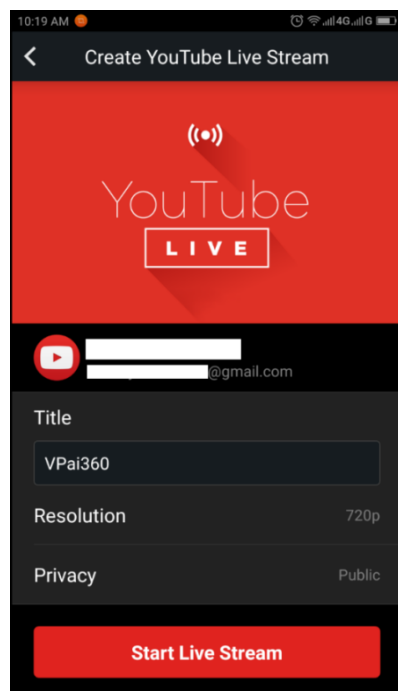 10:19 AM 4G G
Create YouTube Live Stream
YouTube
LIVE
@gmail.com
Title
VPai360
Resolution 720p
Privacy Public
Start Live Stream